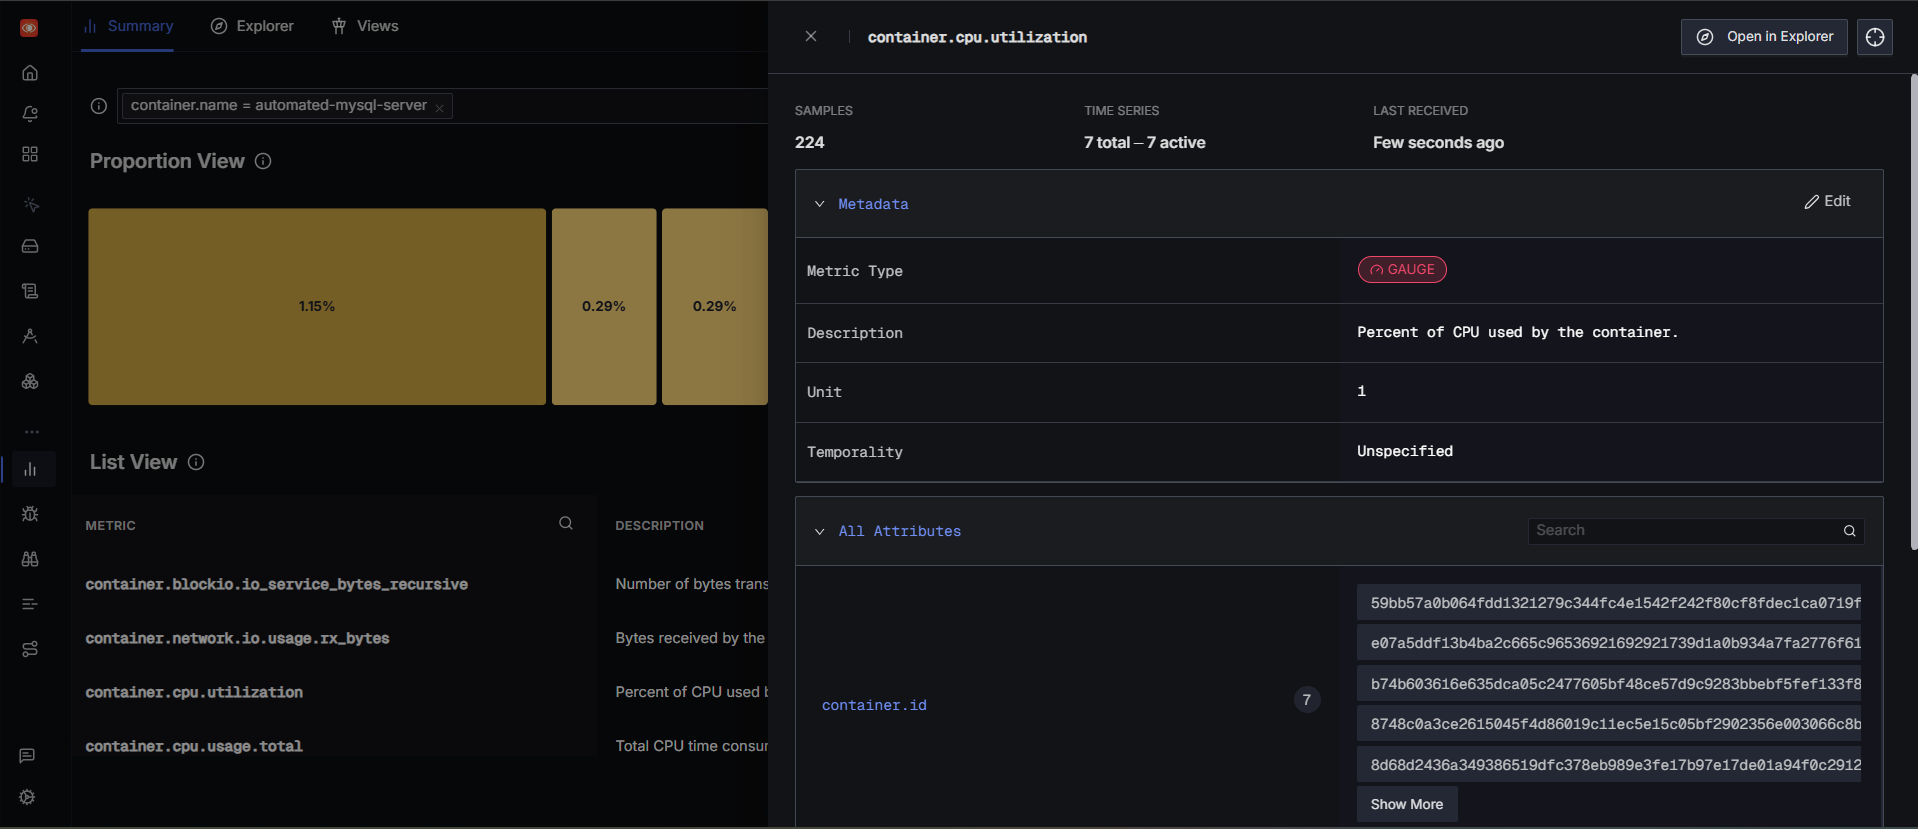 Summary
Explorer
Views
container.name = automated-mysql-server
Proportion View
1.15%
0.29%
0.29%
List View
METRIC
DESCRIPTION
container.blockio.io_service_bytes_recursive
Number of bytes trans
container.network.io.usage.rx_bytes
Bytes received by the
container.cpu.utilization
Percent of CPU used b
container.cpu.usage.total
Total CPU time consum
container.cpu.utilization
Open in Explorer
SAMPLES
TIME SERIES
LAST RECEIVED
224
7 total – 7 active
Few seconds ago
Metadata
Edit
Metric Type
GAUGE
Description
Percent of CPU used by the container.
Unit
1
Temporality
Unspecified
All Attributes
Search
container.id
7
59bb57a0b064fdd1321279c344fc4e1542f242f80cf8fdec1ca0719f
e07a5ddf13b4ba2c665c96536921692921739d1a0b934a7fa2776f61
b74b603616e635dca05c2477605bf48ce57d9c9283bbebf5fef133f8
8748c0a3ce2615045f4d86019c11ec5e15c05bf2902356e003066c8b
8d68d2436a349386519dfc378eb989e3fe17b97e17de01a94f0c2912
Show More